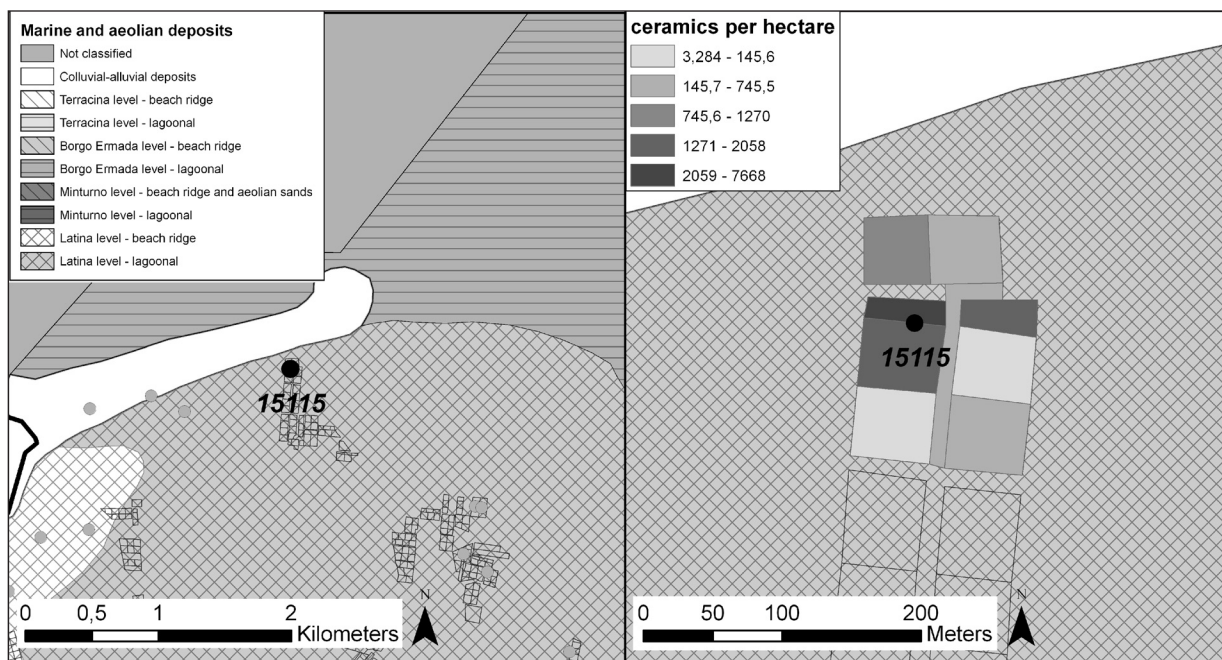 Marine and aeolian deposits
Not classified
Colluvial-alluvial deposits
Terracina level - beach ridge
Terracina level - lagoonal
Borgo Ermada level - beach ridge
Borgo Ermada level - lagoonal
Minturno level - beach ridge and aeolian sands
Minturno level - lagoonal
Latina level - beach ridge
Latina level - lagoonal
15115
0 0,5 1 2
Kilometers
N
ceramics per hectare
3,284 - 145,6
145,7 - 745,5
745,6 - 1270
1271 - 2058
2059 - 7668
15115
0 50 100 200
Meters
N